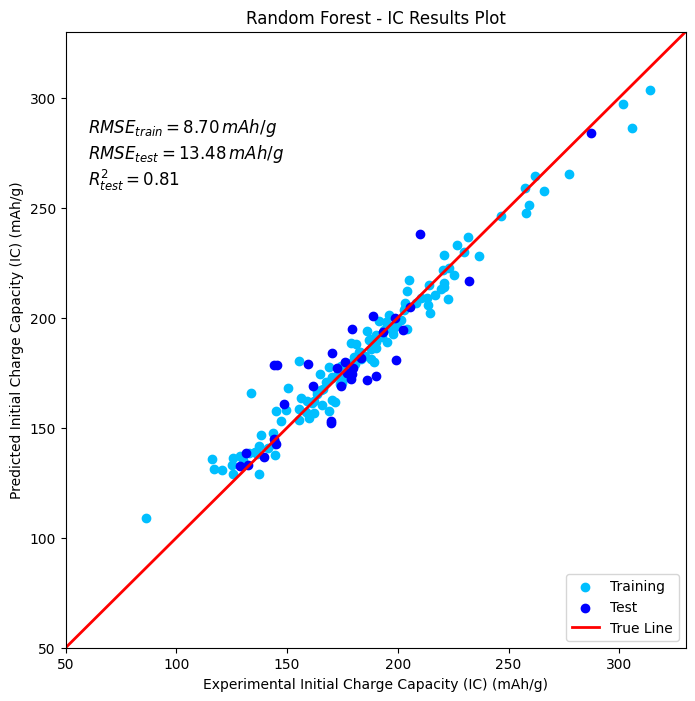 Random Forest - IC Results Plot
RMSE_train = 8.70 mAh/g
RMSE_test = 13.48 mAh/g
R²_test = 0.81
Predicted Initial Charge Capacity (IC) (mAh/g)
300
250
200
150
100
50
50 100 150 200 250 300
Experimental Initial Charge Capacity (IC) (mAh/g)
Training
Test
True Line